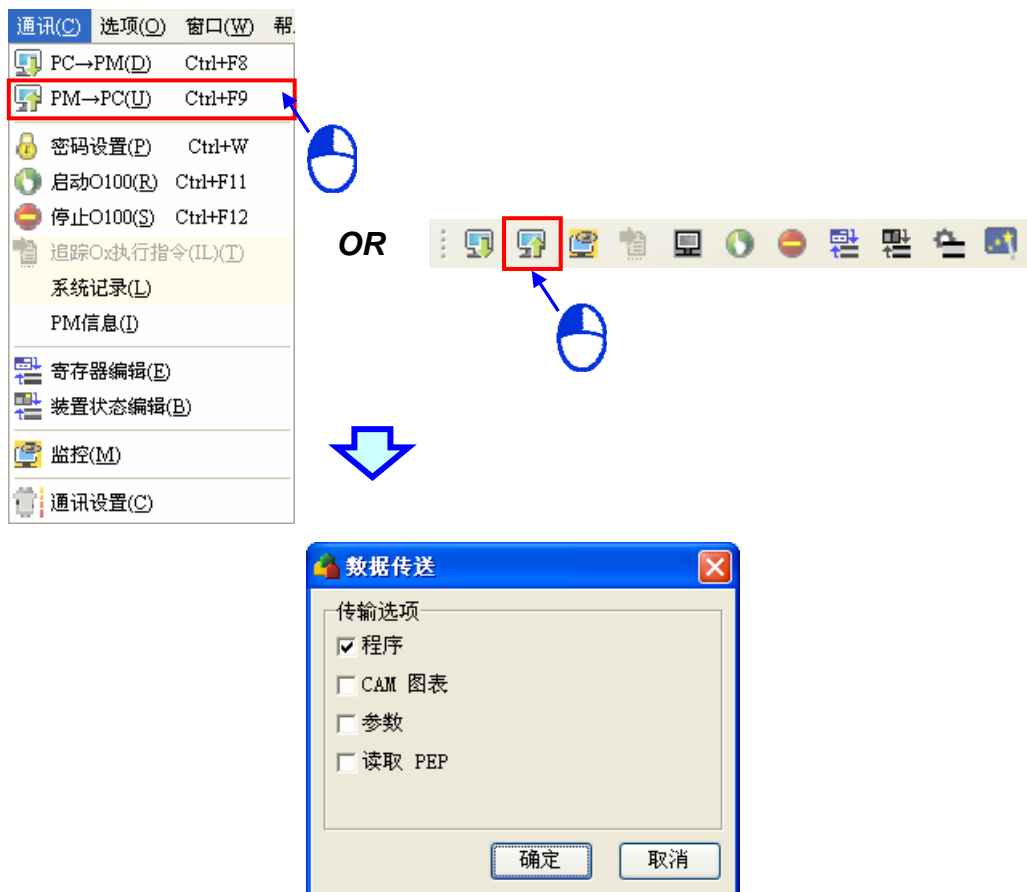 通讯(C) 选项(O) 窗口(W) 帮
PC→PM(D) Ctrl+F8
PM→PC(U) Ctrl+F9
密码设置(P) Ctrl+W
启动O100(R) Ctrl+F11
停止O100(S) Ctrl+F12
追踪Ox执行指令(IL)(T)
系统记录(L)
PM信息(I)
寄存器编辑(E)
装置状态编辑(B)
监控(M)
通讯设置(C)
OR
数据传送
传输选项
程序
CAM 图表
参数
读取 PEP
确定 取消